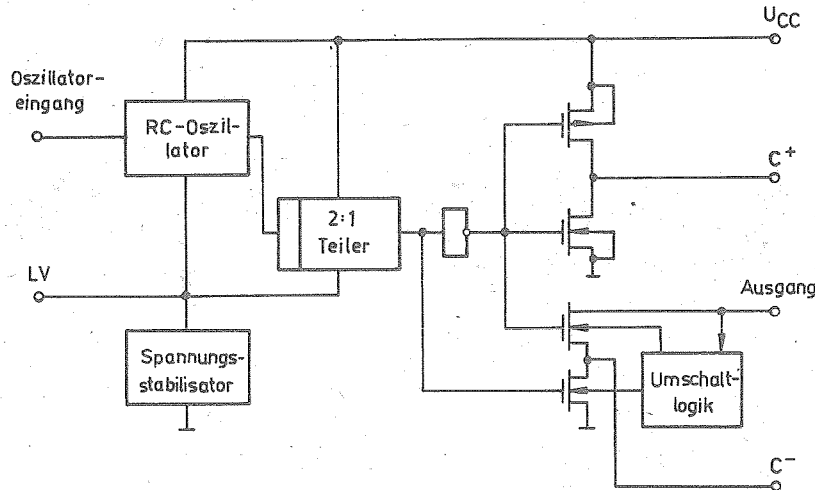 U_CC
Oszillator-
eingang
RC-Oszil-
lator
C⁺
2:1
Teiler
LV
Ausgang
Spannungs-
stabilisator
Umschalt-
logik
C⁻